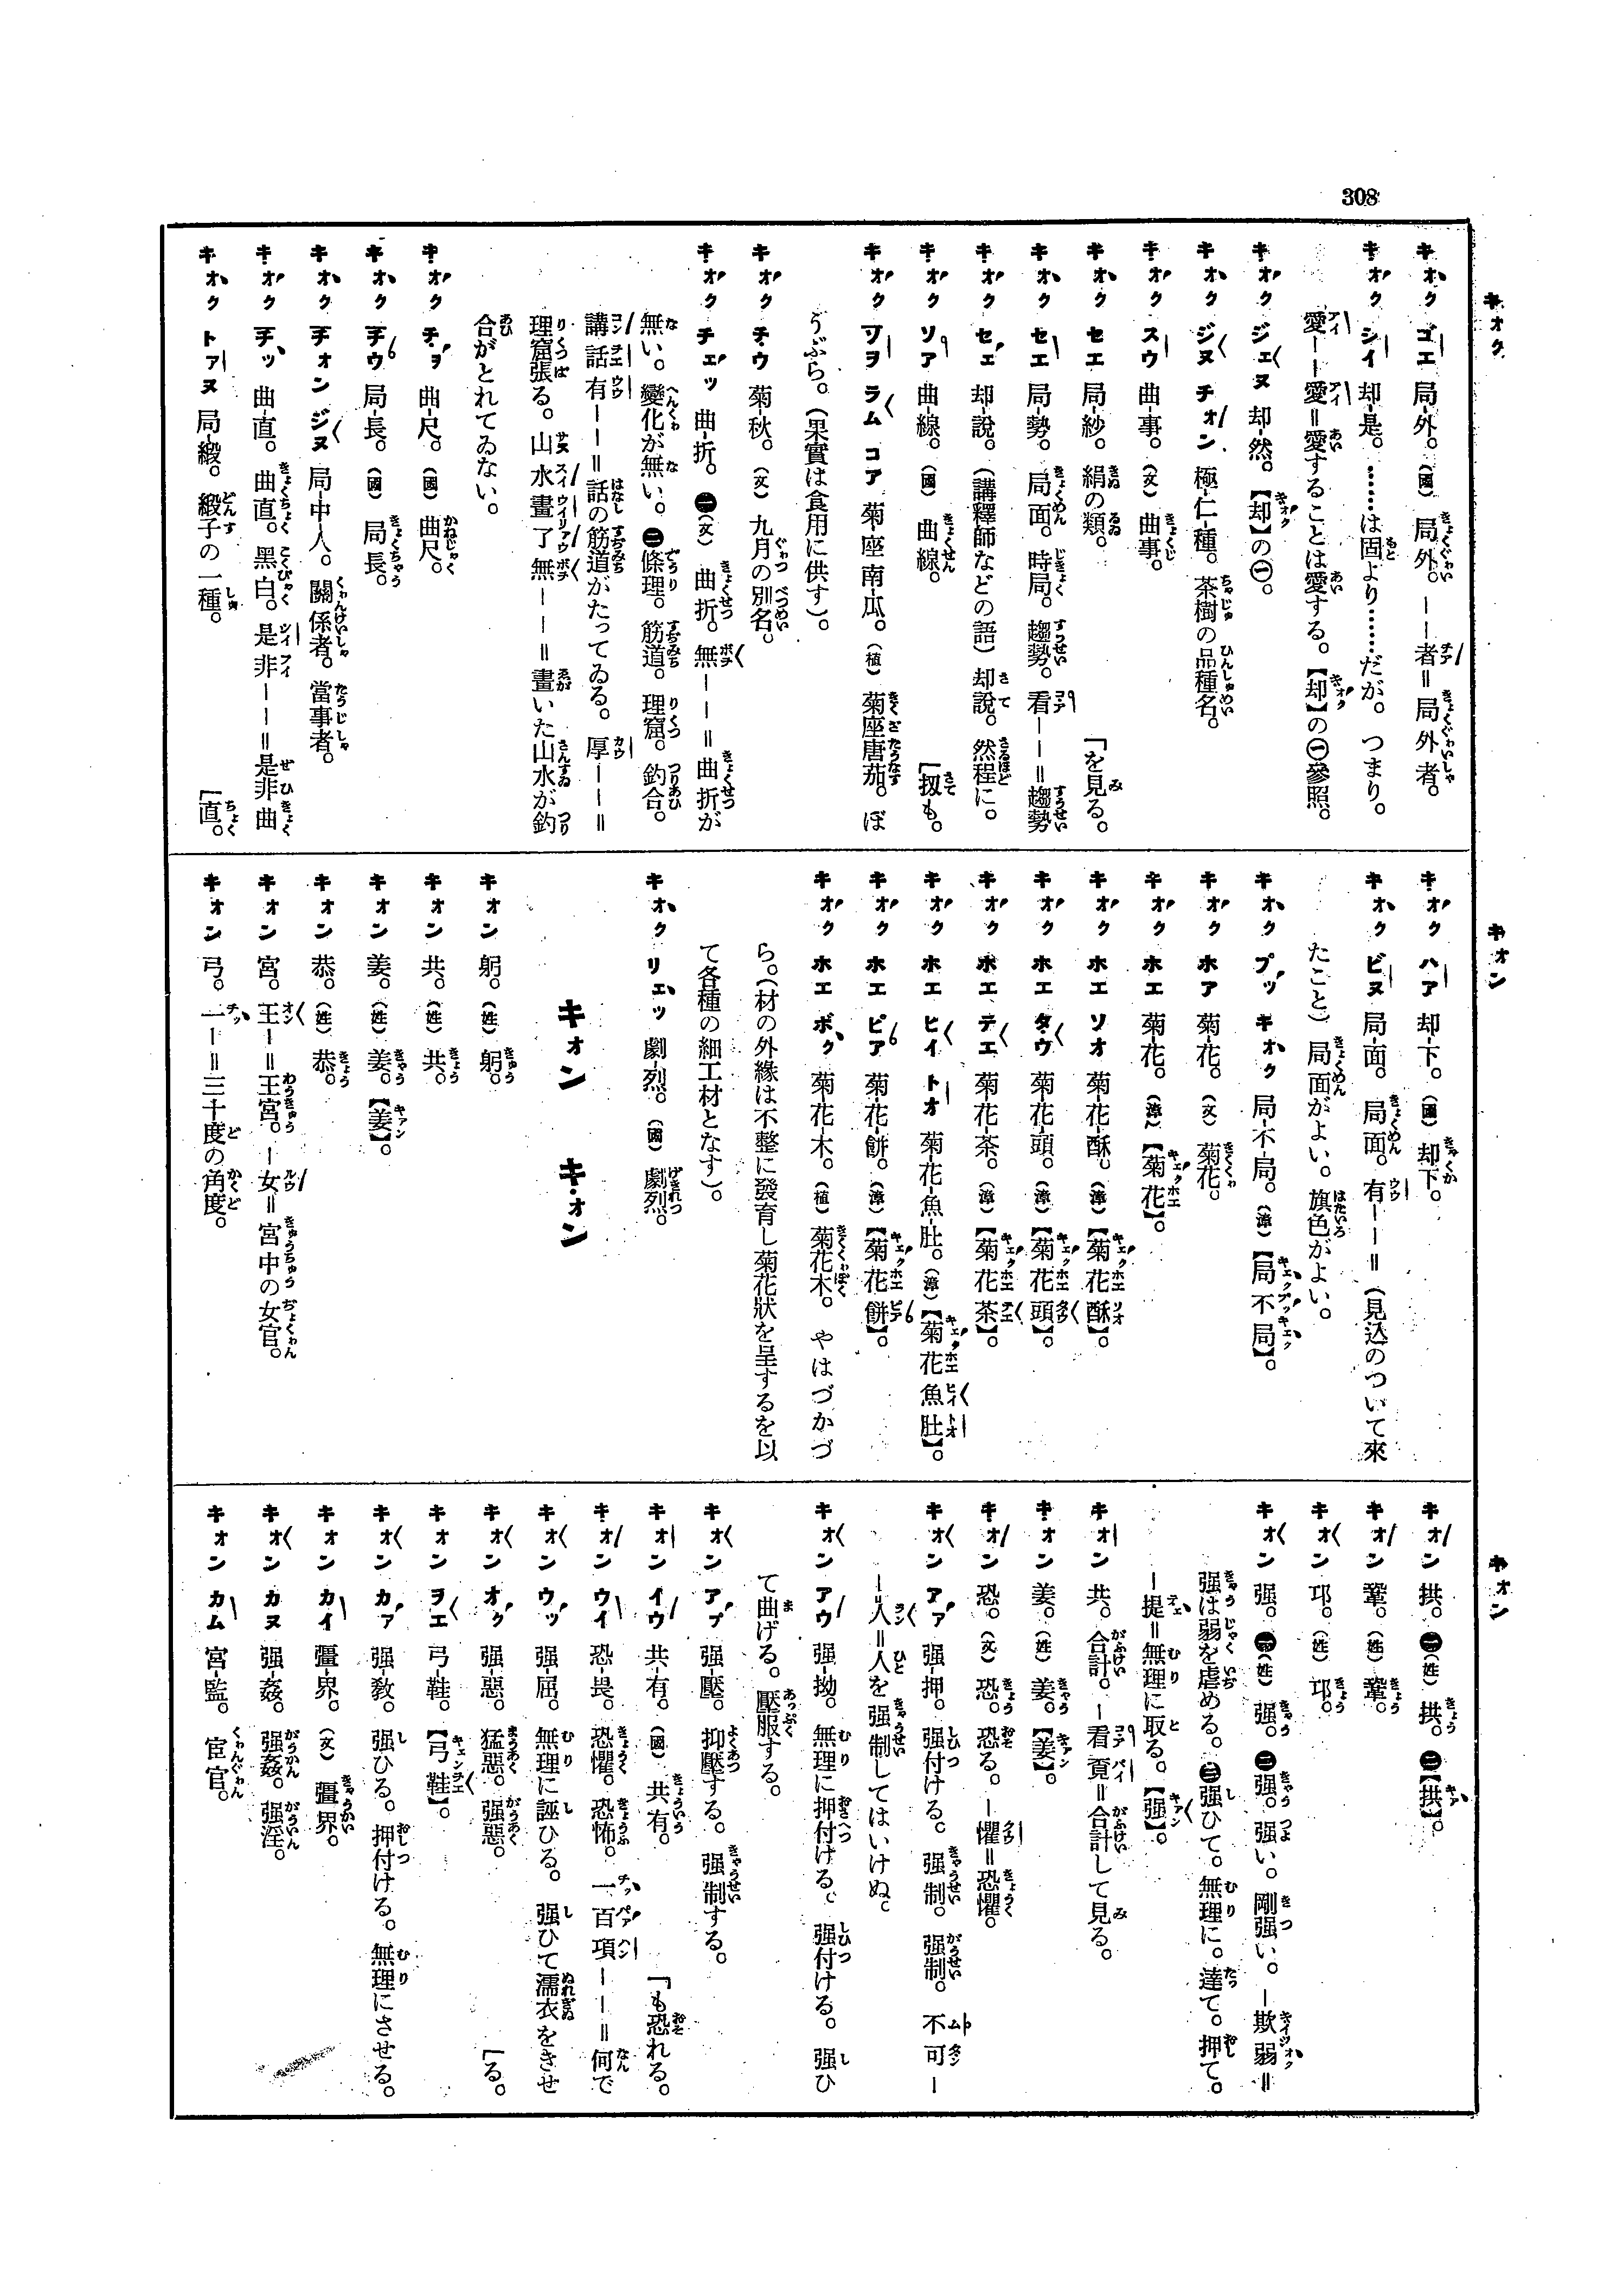 308
キオク
キオク ゴエ 局-外。(國) 局外。——者=局外者。
キオク シイ 却-是。……は固より……だが。つまり。
愛——愛=愛することは愛する。【却】の㊀參照。
キオク ジェヌ 却-然。【却】の㊀。
キオク ジヌ チォン 極-仁-種。茶樹の品種名。
キオク スウ 曲-事。(文) 曲事。
キオク セエ 局-紗。絹の類。 「を見る。
キオク セエ 局-勢。局面。時局。趨勢。看——=趨勢
キオク セェ 却-說。(講釋師などの語) 却說。然程に。
キオク ソア 曲-線。(國) 曲線。 「扨も。
キオク ヅヲ ラム コア 菊-座-南-瓜。(植) 菊座唐茄。ぼ
うぶら。(果實は食用に供す)。
キオク チウ 菊-秋。(文) 九月の別名。
キオク チェッ 曲-折。㊀(文) 曲折。無——=曲折が
無い。變化が無い。㊁條理。筋道。理窟。釣合。
講話有——=話の筋道がたってゐる。厚——=
理窟張る。山水畫了無——=畫いた山水が釣
合がとれてゐない。
キオク チヲ 曲-尺。(國) 曲尺。
キオク チウ 局-長。(國) 局長。
キオク チォン ジヌ 局-中-人。關係者。當事者。
キオク チッ 曲-直。曲直。黑白。是非——=是非曲
キオク トァヌ 局-緞。緞子の一種。 「直。
キオン
キオク ハア 却-下。(國) 却下。
キオク ビヌ 局-面。局面。有——=(見込のついて來
たこと) 局面がよい。旗色がよい。
キオク プッ キオク 局-不-局。(漳)【局不局】。
キオク ホア 菊-花。(文) 菊花。
キオク ホエ 菊-花。(漳)【菊花】。
キオク ホエ ソオ 菊-花-酥。(漳)【菊花酥】。
キオク ホエ タウ 菊-花-頭。(漳)【菊花頭】。
キオク ホエ テエ 菊-花-茶。(漳)【菊花茶】。
キオク ホエ ヒイ トオ 菊-花-魚-肚。(漳)【菊花魚肚】。
キオク ホエ ピア 菊-花-餅。(漳)【菊花餅】。
キオク ホエ ボク 菊-花-木。(植) 菊花木。やはづかづ
ら。(材の外緣は不整に發育し菊花狀を呈するを以
て各種の細工材となす)。
キオク リェッ 劇-烈。(國) 劇烈。
キォン キォン
キオン 躬。(姓) 躬。
キオン 共。(姓) 共。
キオン 姜。(姓) 姜。【姜】。
キオン 恭。(姓) 恭。
キオン 宮。王—=王宮。—女=宮中の女官。
キオン 弓。一—=三十度の角度。
キオン
キオン 拱。㊀(姓) 拱。㊁【拱】。
キオン 鞏。(姓) 鞏。
キオン 邛。(姓) 邛。
キオン 强。㊀(姓) 强。㊁强。强い。剛强い。—欺弱=
强は弱を虐める。㊂强ひて。無理に。達て。押て。
—提=無理に取る。【强】。
キオン 共。合計。—看覔=合計して見る。
キオン 姜。(姓) 姜。【姜】。
キオン 恐。(文) 恐。恐る。—懼=恐懼。
キオン アァ 强-押。强付ける。强制。强制。不可—
—人=人を强制してはいけぬ。
キオン アウ 强-拗。無理に押付ける。强付ける。强ひ
て曲げる。壓服する。
キオン アプ 强-壓。抑壓する。强制する。
キオン イウ 共-有。(國) 共有。 「も恐れる。
キオン ウイ 恐-畏。恐懼。恐怖。一百項——=何んで
キオン ウッ 强-屈。無理に誣ひる。强ひて濡衣をきせ
キオン オク 强-惡。猛惡。强惡。 「る。
キオン ヲエ 弓-鞋。【弓鞋】。
キオン カァ 强-敎。强ひる。押付ける。無理にさせる。
キオン カイ 疆-界。(文) 疆界。
キオン カヌ 强-姦。强姦。强淫。
キオン カム 宮-監。宦官。